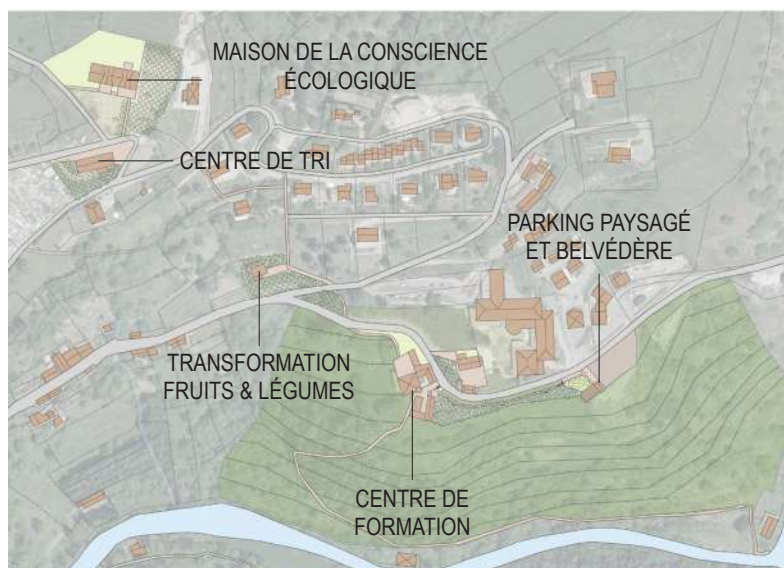 MAISON DE LA CONSCIENCE
ÉCOLOGIQUE
CENTRE DE TRI
PARKING PAYSAGÉ
ET BELVÉDÈRE
TRANSFORMATION
FRUITS & LÉGUMES
CENTRE DE
FORMATION